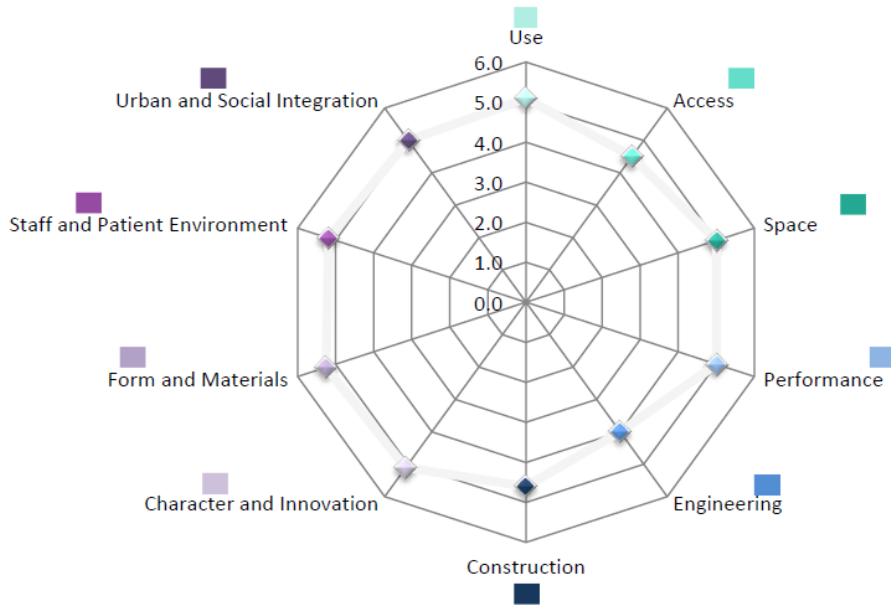 Use
6.0
Urban and Social Integration
Access
5.0
4.0
3.0
Staff and Patient Environment
Space
2.0
1.0
0.0
Form and Materials
Performance
Character and Innovation
Engineering
Construction